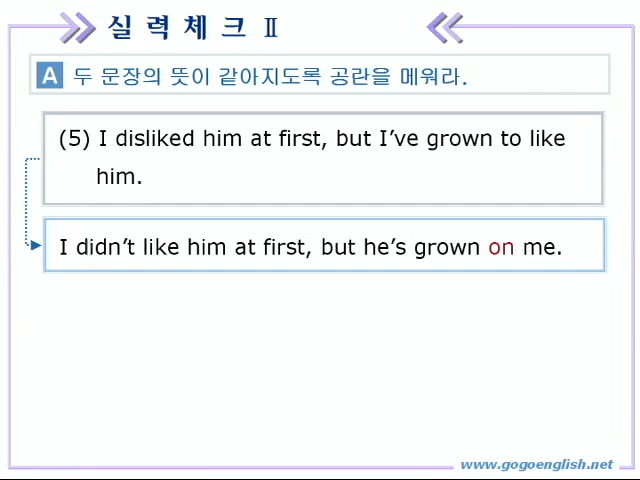 실력체크 Ⅱ
A 두 문장의 뜻이 같아지도록 공란을 메워라.
(5) I disliked him at first, but I’ve grown to like
him.
I didn’t like him at first, but he’s grown on me.
www.gogoenglish.net